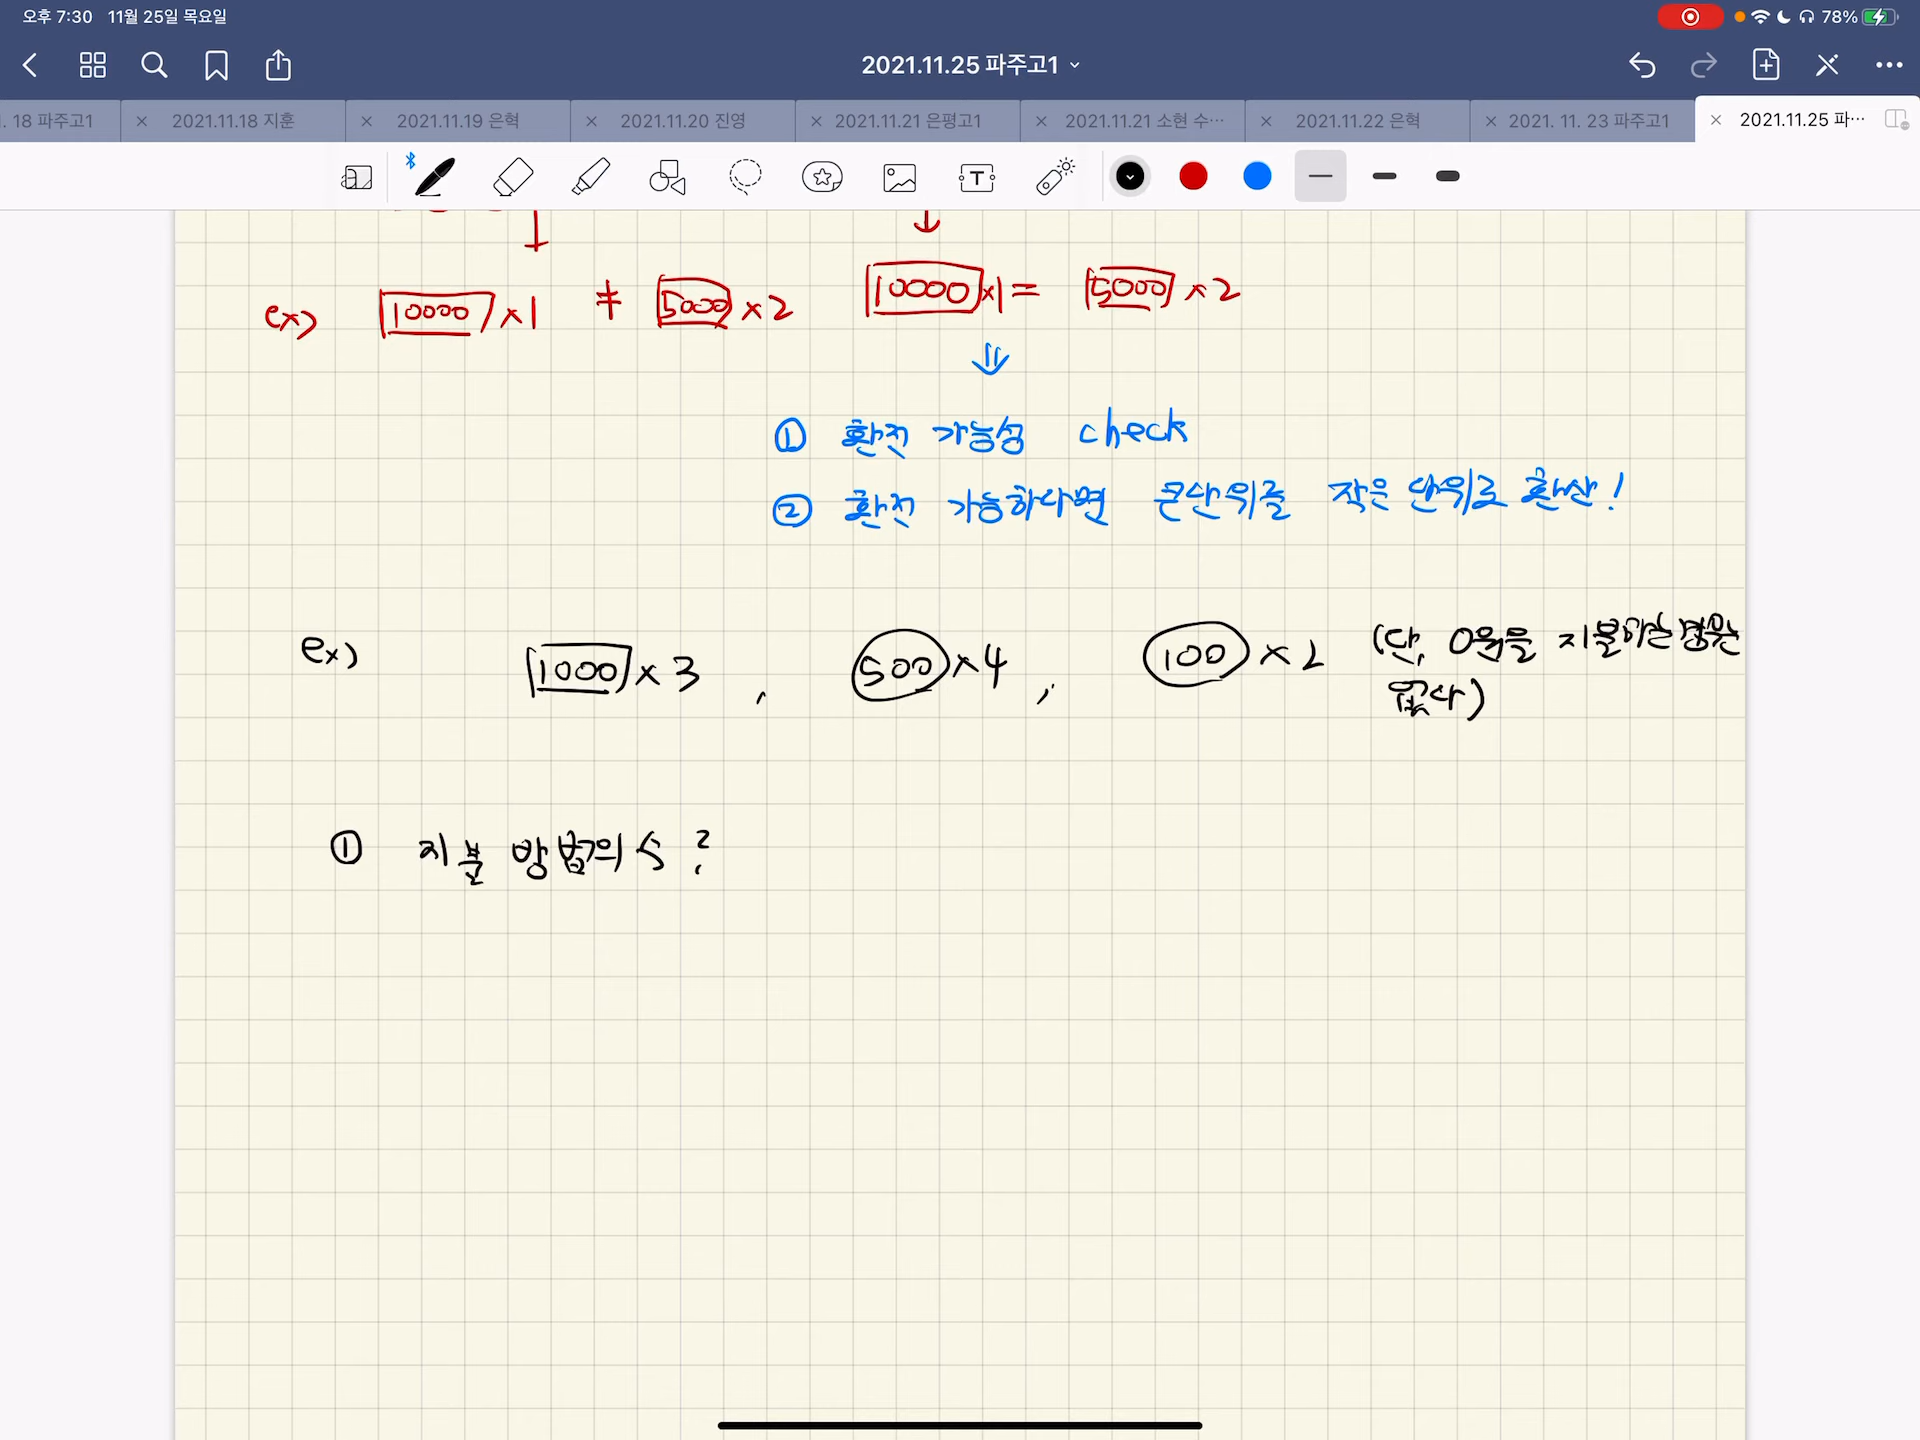 오후 7:30 11월 25일 목요일
78%
2021.11.25 파주고1
. 18 파주고1
2021.11.18 지훈
2021.11.19 은혁
2021.11.20 진영
2021.11.21 은평고1
2021.11.21 소현 수…
2021.11.22 은혁
2021. 11. 23 파주고1
2021.11.25 파…
ex) 10000 ×1 ≠ 5000 ×2 10000 ×1 = 5000 ×2
① 환전 가능성 check
② 환전 가능하다면 큰단위를 작은 단위로 환산!
ex) 1000 × 3 , 500 × 4 , 100 × 2 (단, 0원을 지불하는 방법은
없다)
① 지불 방법의 수?